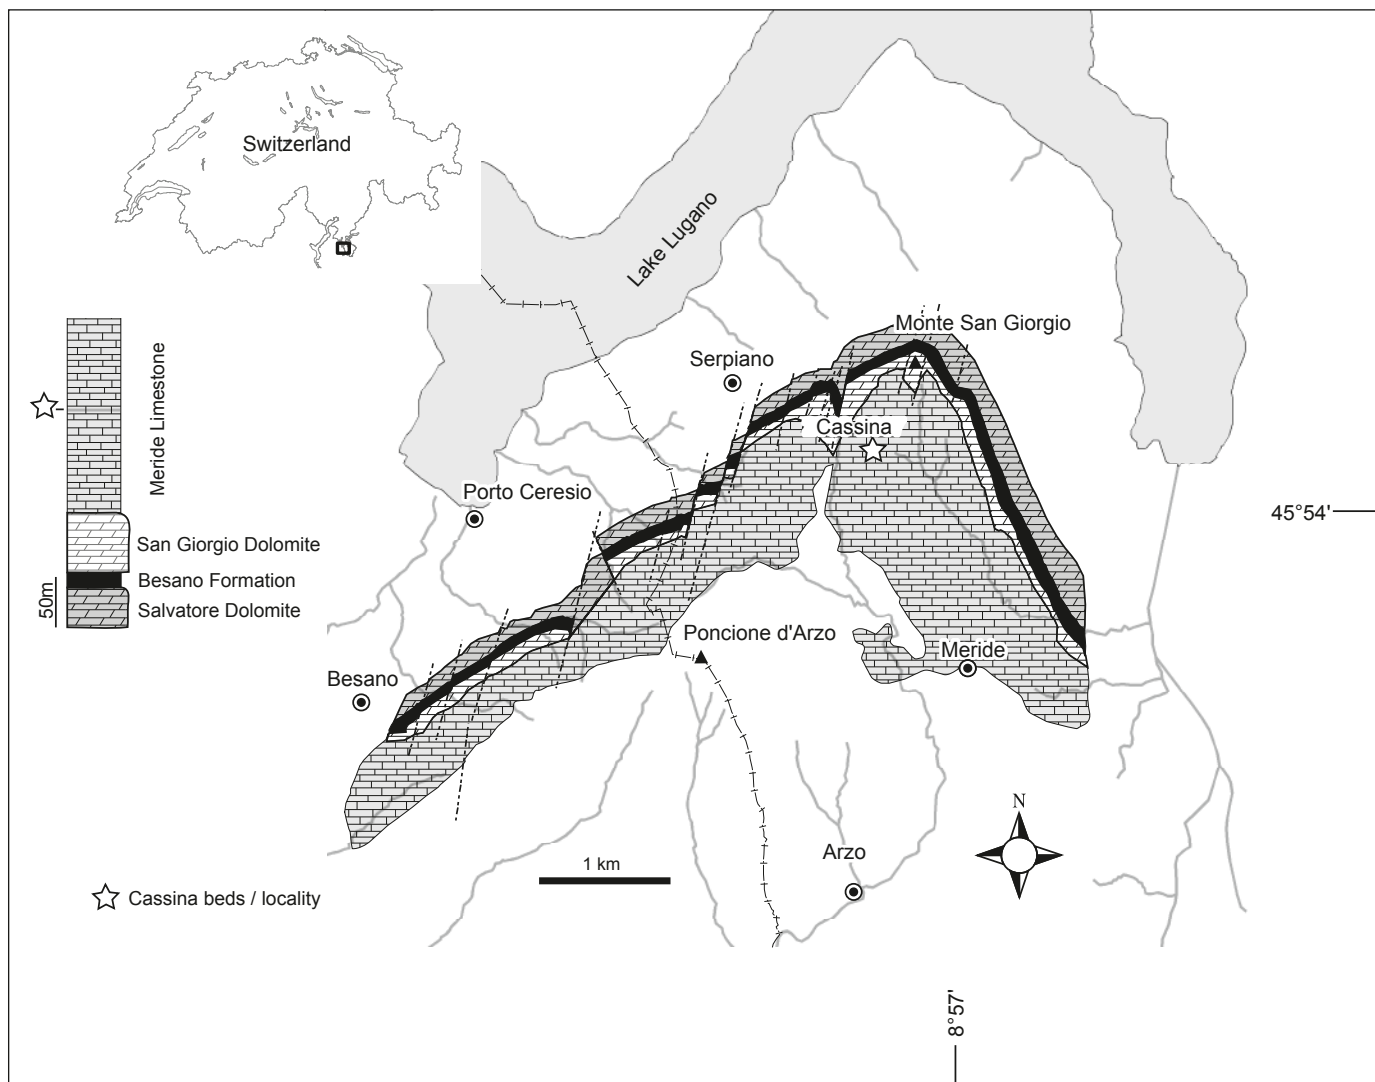 Switzerland
Lake Lugano
Monte San Giorgio
Serpiano
Cassina
Meride Limestone
Porto Ceresio
45°54'
San Giorgio Dolomite
Besano Formation
Salvatore Dolomite
50m
Poncione d'Arzo
Meride
Besano
N
1 km
Arzo
Cassina beds / locality
8°57'